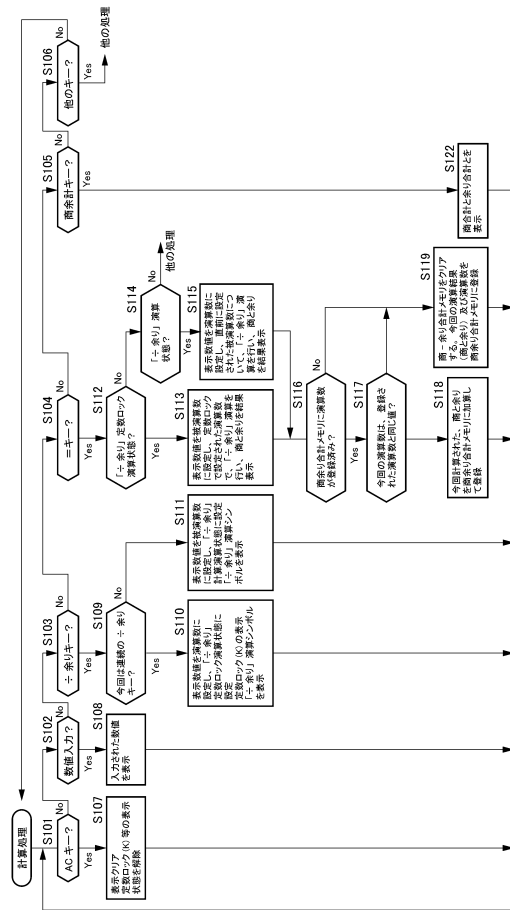 計算処理
S101
ACキー?
No
Yes
S107
表示クリア
定数ロック(K)等の表示
状態を解除
S102
数値入力?
No
Yes
S108
入力された数値
を表示
S103
÷余りキー?
No
Yes
S109
今回は連続の÷余り
キー?
No
Yes
S110
表示数値を演算数に
設定し、「÷余り」
定数ロック演算状態に
設定
定数ロック(K)の表示
「÷余り」演算シンボル
を表示
S111
表示数値を被演算数
に設定し、「÷余り」
計算演算状態に設定
「÷余り」演算シン
ボルを表示
S104
=キー?
No
Yes
S112
「÷余り」定数ロック
演算状態?
No
Yes
S113
表示数値を被演算数
に設定し、定数ロック
で設定された演算数
で、「÷余り」演算を
行い、商と余りを結果
表示
S114
「÷余り」演算
状態?
No
他の処理
Yes
S115
表示数値を演算数に
設定し、直前に設定
された被演算数につ
いて、「÷余り」演
算を行い、商と余り
を結果表示
S116
商余り合計メモリに演算数
が登録済み?
No
Yes
S117
今回の演算数は、登録さ
れた演算数と同じ値?
No
Yes
S118
今回計算された、商と余り
を商余り合計メモリに加算し
て登録
S119
商-余り合計メモリをクリア
する。今回の演算結果
(商と余り)及び演算数を
商余り合計メモリに登録
S105
商余計キー?
No
Yes
S122
商合計と余り合計とを
表示
S106
他のキー?
No
Yes
他の処理